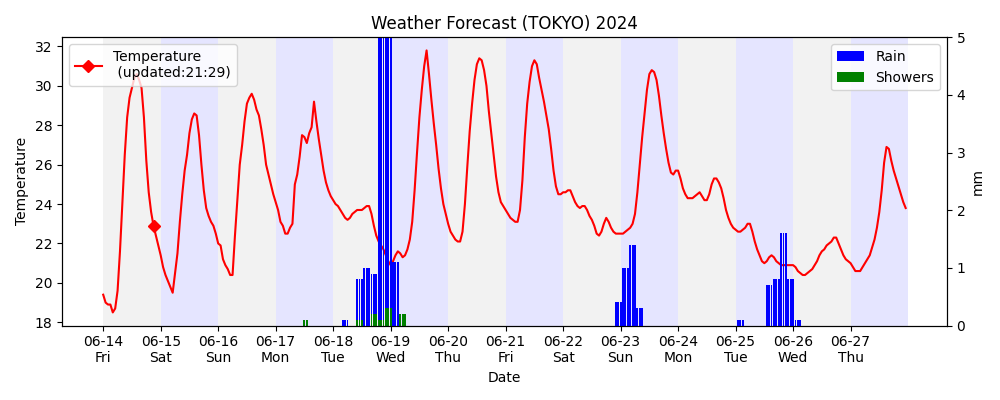 Weather Forecast (TOKYO) 2024
Temperature
(updated:21:29)
Rain
Showers
32
30
28
26
24
22
20
18
Temperature
5
4
3
2
1
0
mm
06-14 06-15 06-16 06-17 06-18 06-19 06-20 06-21 06-22 06-23 06-24 06-25 06-26 06-27
Fri Sat Sun Mon Tue Wed Thu Fri Sat Sun Mon Tue Wed Thu
Date